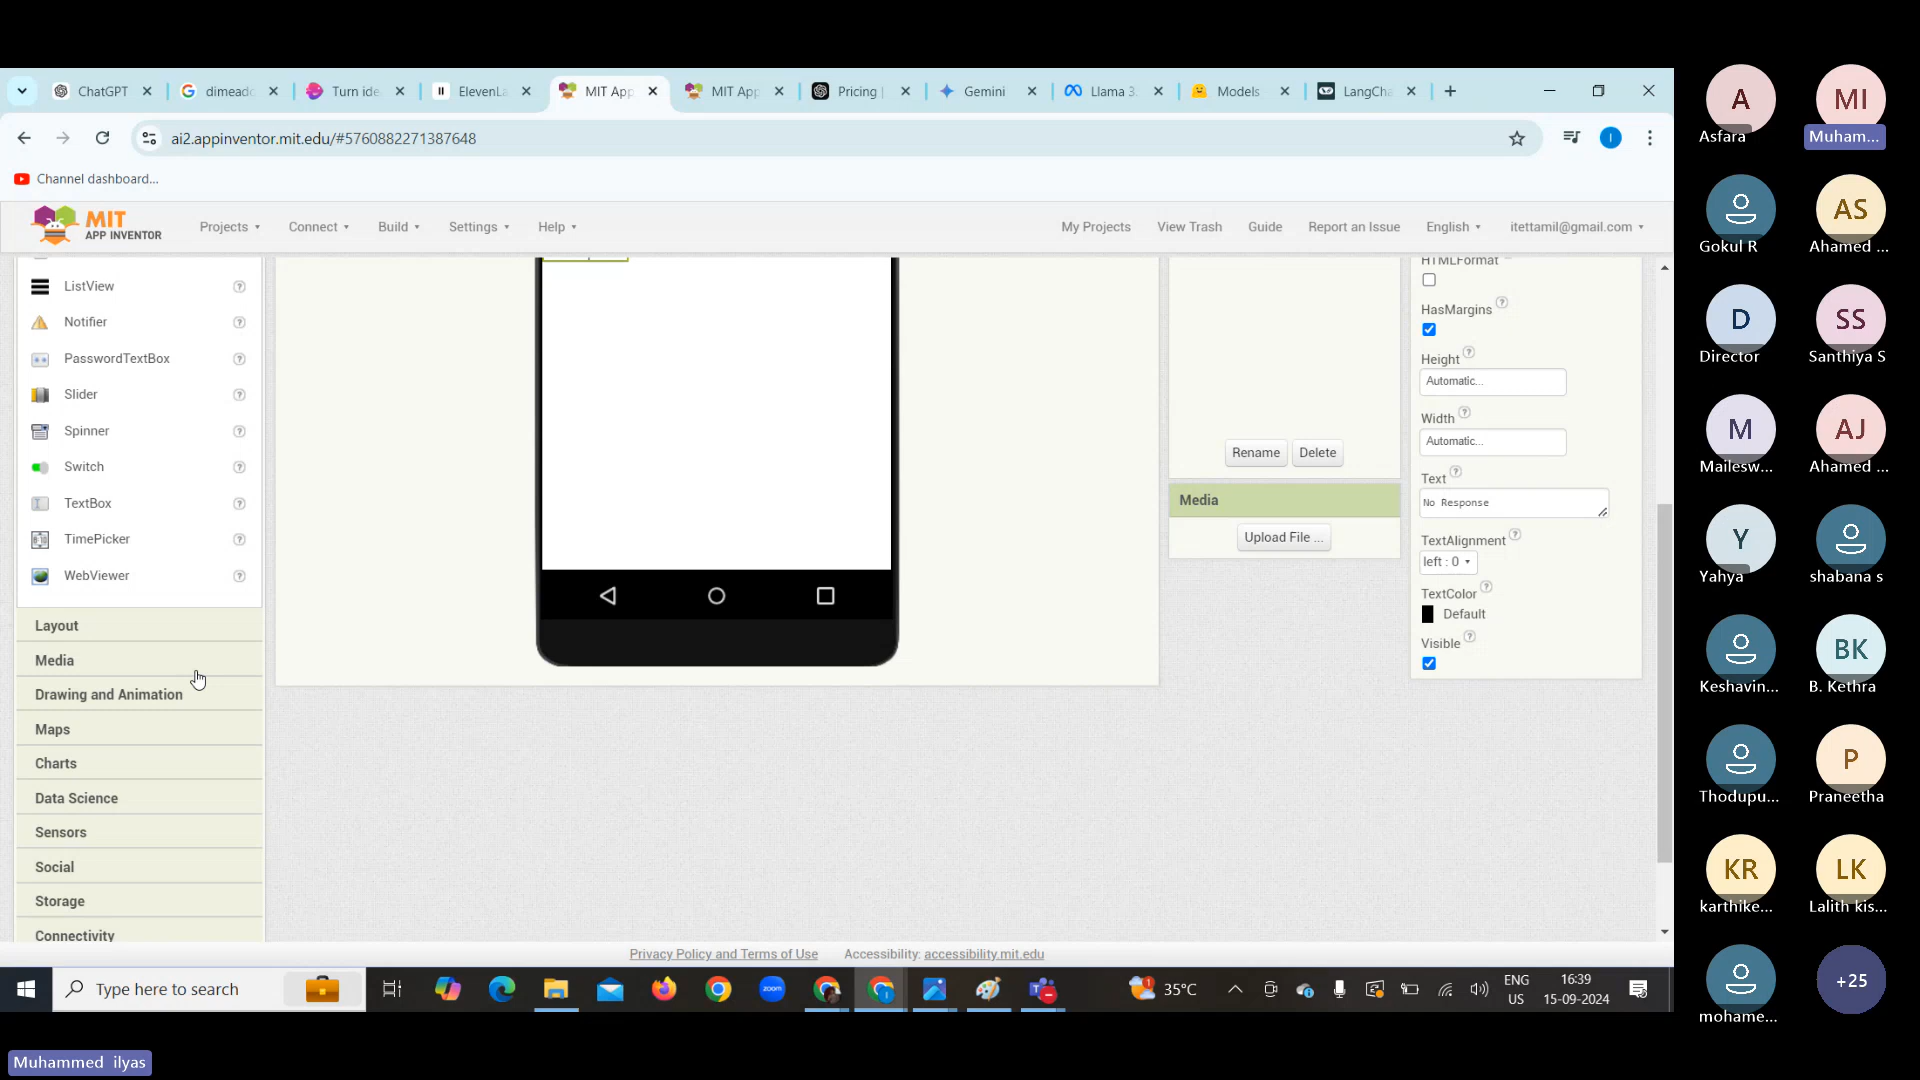 ChatGPT
dimeadc
Turn ide
ElevenLa
MIT App
MIT App
Pricing |
Gemini
Llama 3.
Models -
LangCha
ai2.appinventor.mit.edu/#5760882271387648
Channel dashboard...
MIT
APP INVENTOR
Projects
Connect
Build
Settings
Help
My Projects
View Trash
Guide
Report an Issue
English
itettamil@gmail.com
ListView
Notifier
PasswordTextBox
Slider
Spinner
Switch
TextBox
TimePicker
WebViewer
Layout
Media
Drawing and Animation
Maps
Charts
Data Science
Sensors
Social
Storage
Connectivity
Rename
Delete
Media
Upload File ...
HTMLFormat
HasMargins
Height
Automatic...
Width
Automatic...
Text
No Response
TextAlignment
left : 0
TextColor
Default
Visible
Privacy Policy and Terms of Use
Accessibility: accessibility.mit.edu
Type here to search
zoom
1
35°C
ENG
US
16:39
15-09-2024
A
Asfara
MI
Muham...
Gokul R
AS
Ahamed ...
D
Director
SS
Santhiya S
M
Mailesw...
AJ
Ahamed ...
Y
Yahya
shabana s
Keshavin...
BK
B. Kethra
Thodupu...
P
Praneetha
KR
karthike...
LK
Lalith kis...
mohame...
+25
Muhammed ilyas